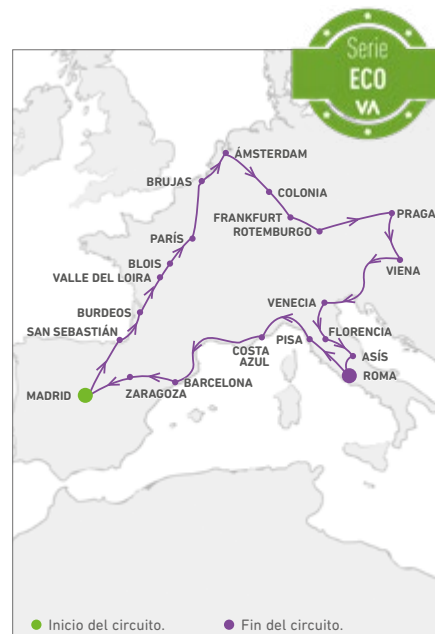 Serie
ECO
VA
ÁMSTERDAM
BRUJAS
COLONIA
FRANKFURT
ROTEMBURGO
PRAGA
PARÍS
BLOIS
VALLE DEL LOIRA
VIENA
BURDEOS
VENECIA
SAN SEBASTIÁN
FLORENCIA
PISA
COSTA
AZUL
ASÍS
ROMA
BARCELONA
MADRID
ZARAGOZA
Inicio del circuito.
Fin del circuito.